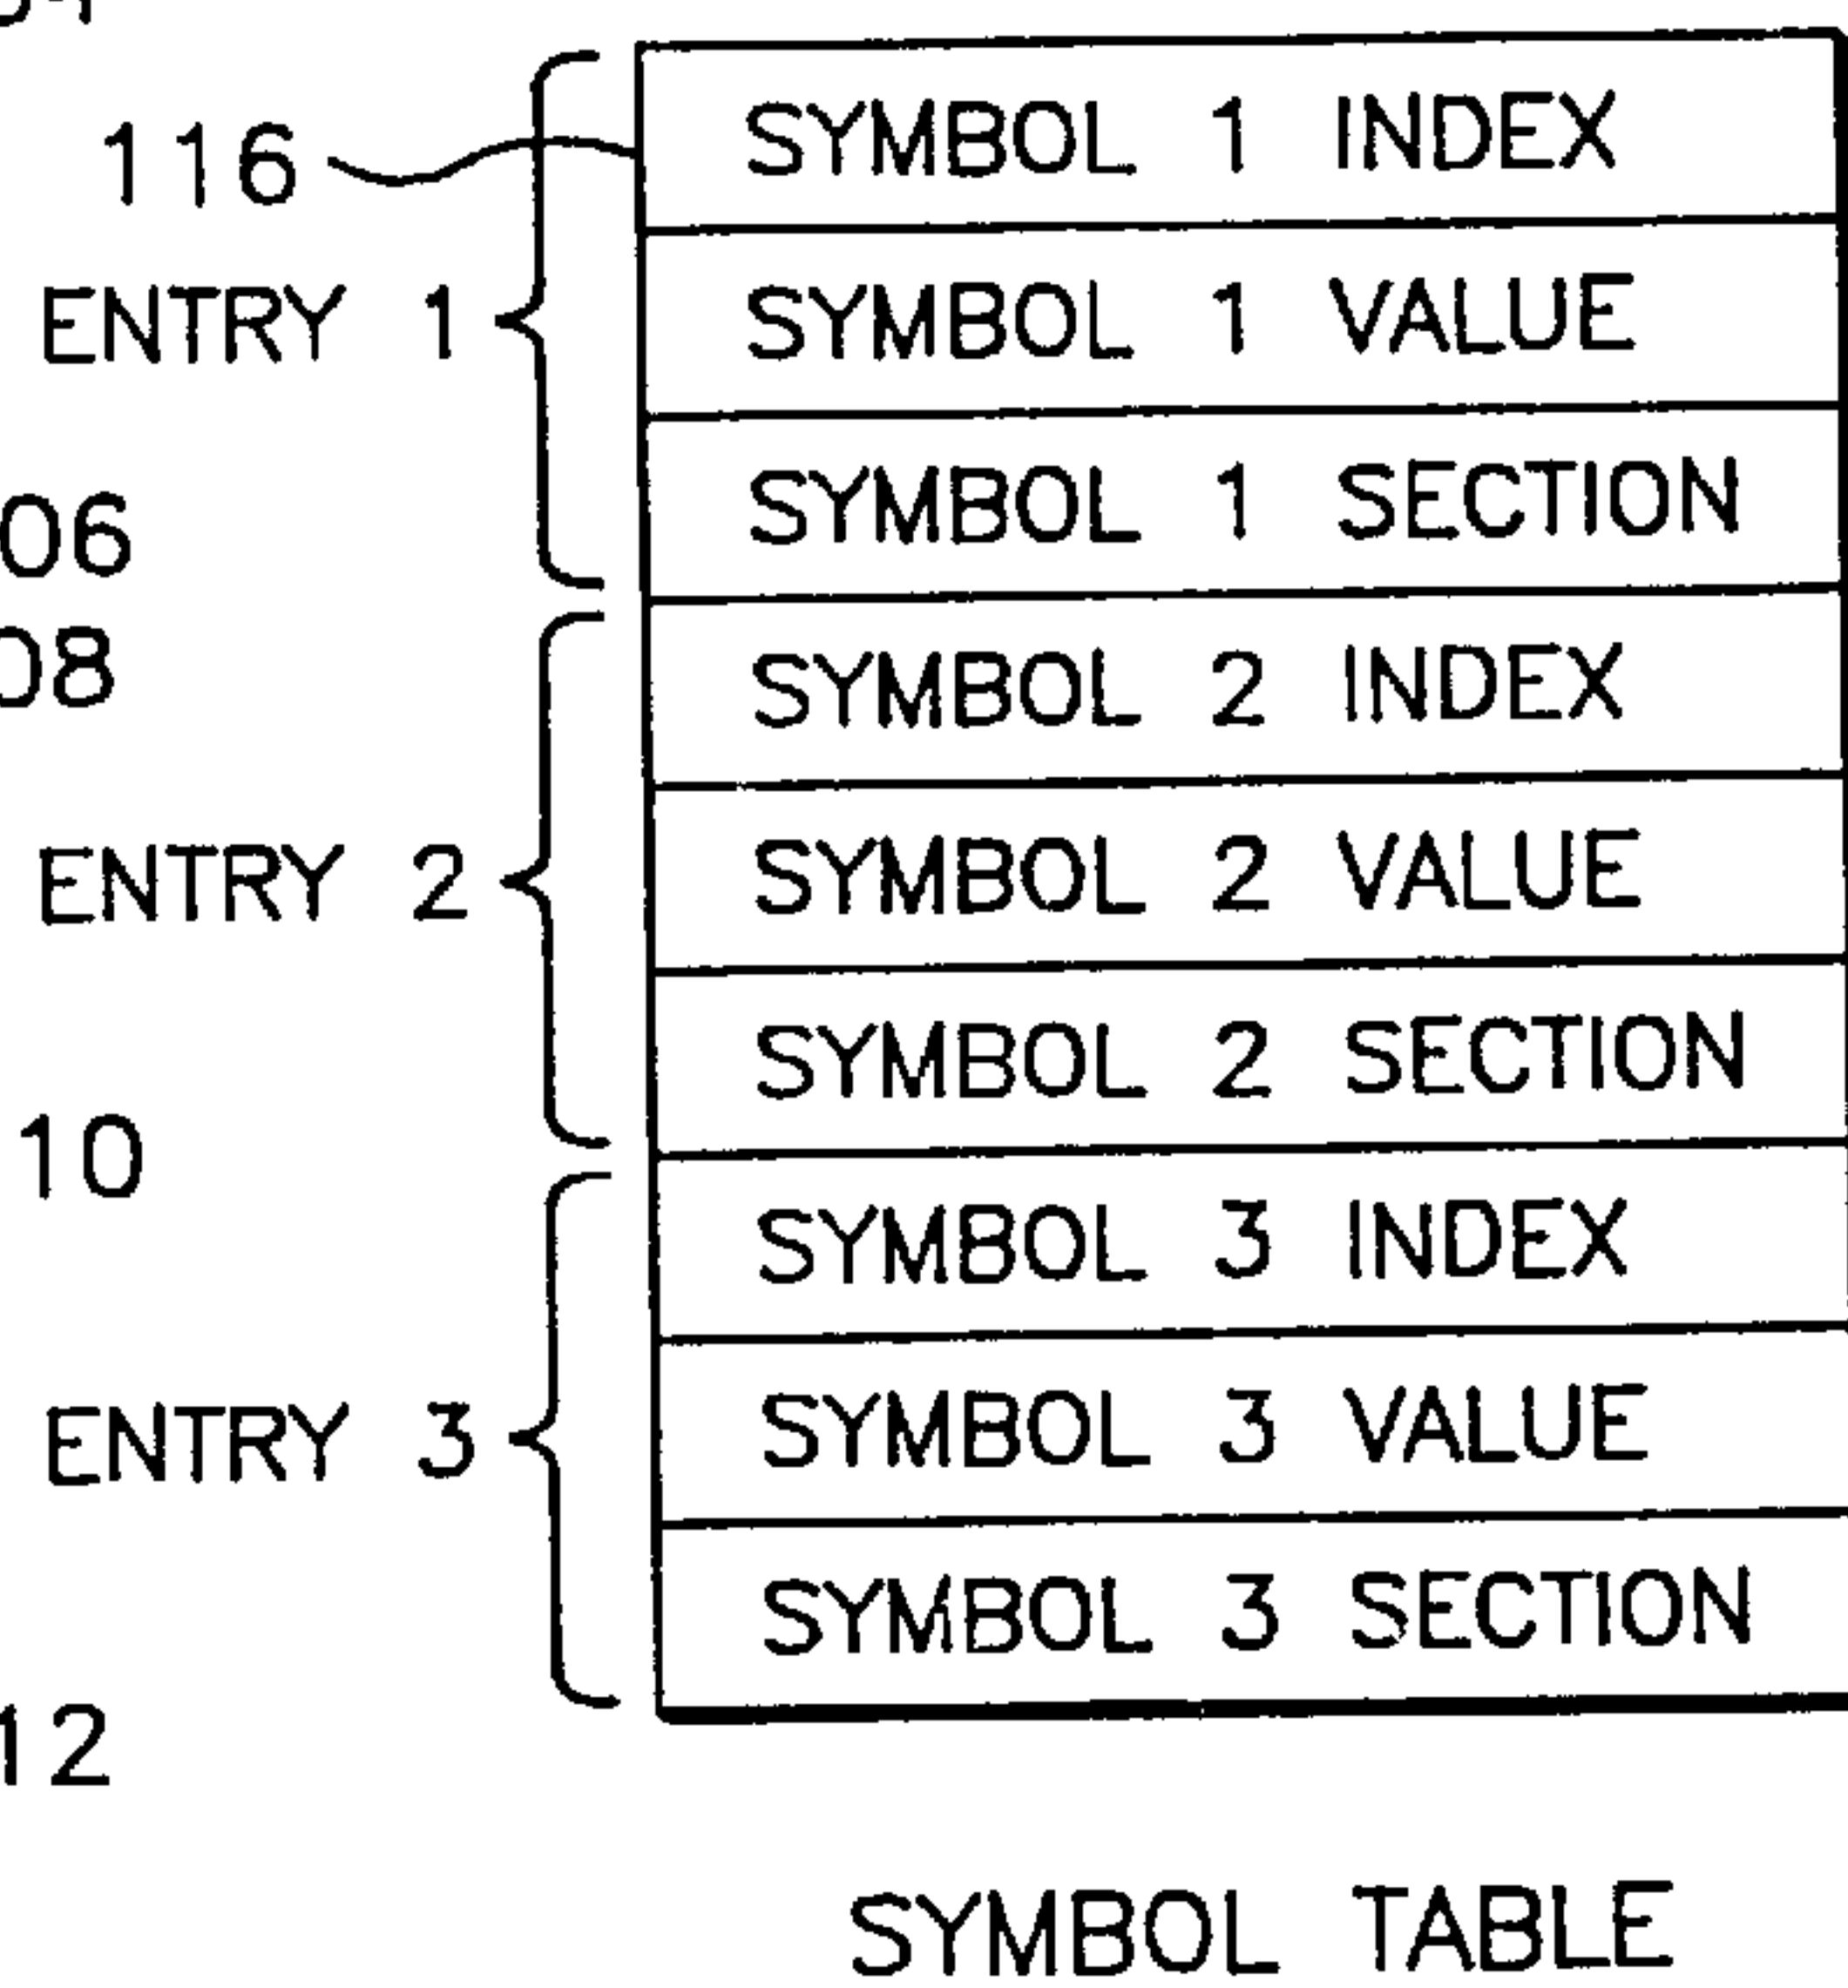 116
SYMBOL 1 INDEX
ENTRY 1
SYMBOL 1 VALUE
SYMBOL 1 SECTION
06
08
SYMBOL 2 INDEX
ENTRY 2
SYMBOL 2 VALUE
SYMBOL 2 SECTION
10
SYMBOL 3 INDEX
ENTRY 3
SYMBOL 3 VALUE
SYMBOL 3 SECTION
12
SYMBOL TABLE